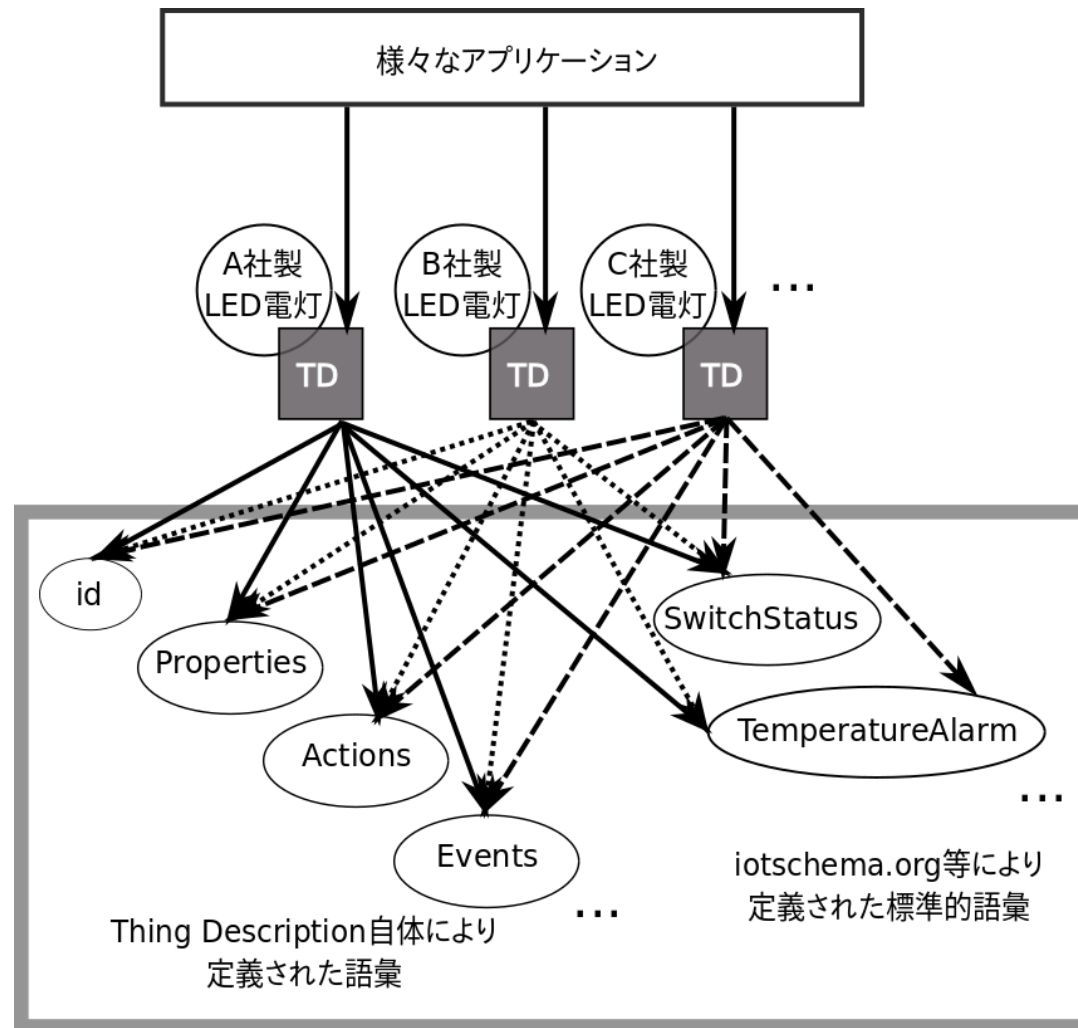 様々なアプリケーション
A社製
LED電灯
B社製
LED電灯
C社製
LED電灯
...
TD
TD
TD
id
Properties
Actions
Events
...
SwitchStatus
TemperatureAlarm
...
Thing Description自体により
定義された語彙
iotschema.org等により
定義された標準的語彙